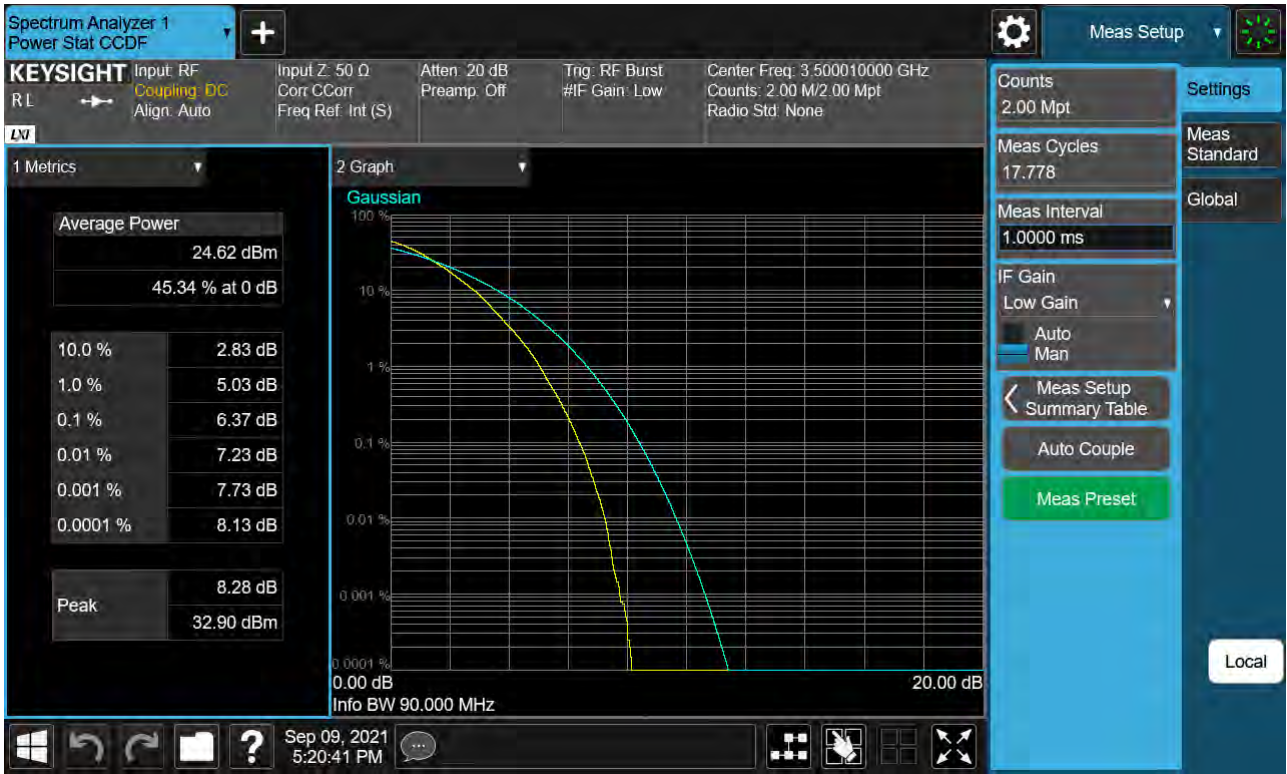 Spectrum Analyzer 1
Power Stat CCDF
+
Meas Setup
KEYSIGHT
RL
LXI
Input: RF
Coupling: DC
Align: Auto
Input Z: 50 Ω
Corr CCorr
Freq Ref: Int (S)
Atten: 20 dB
Preamp: Off
Trig: RF Burst
#IF Gain: Low
Center Freq: 3.500010000 GHz
Counts: 2.00 M/2.00 Mpt
Radio Std: None
1 Metrics
Average Power
24.62 dBm
45.34 % at 0 dB
10.0 % 2.83 dB
1.0 % 5.03 dB
0.1 % 6.37 dB
0.01 % 7.23 dB
0.001 % 7.73 dB
0.0001 % 8.13 dB
Peak
8.28 dB
32.90 dBm
2 Graph
Gaussian
100 %
10 %
1 %
0.1 %
0.01 %
0.001 %
0.0001 %
0.00 dB 20.00 dB
Info BW 90.000 MHz
Counts
2.00 Mpt
Meas Cycles
17.778
Meas Interval
1.0000 ms
IF Gain
Low Gain
Auto
Man
Meas Setup
Summary Table
Auto Couple
Meas Preset
Settings
Meas
Standard
Global
Local
?
Sep 09, 2021
5:20:41 PM